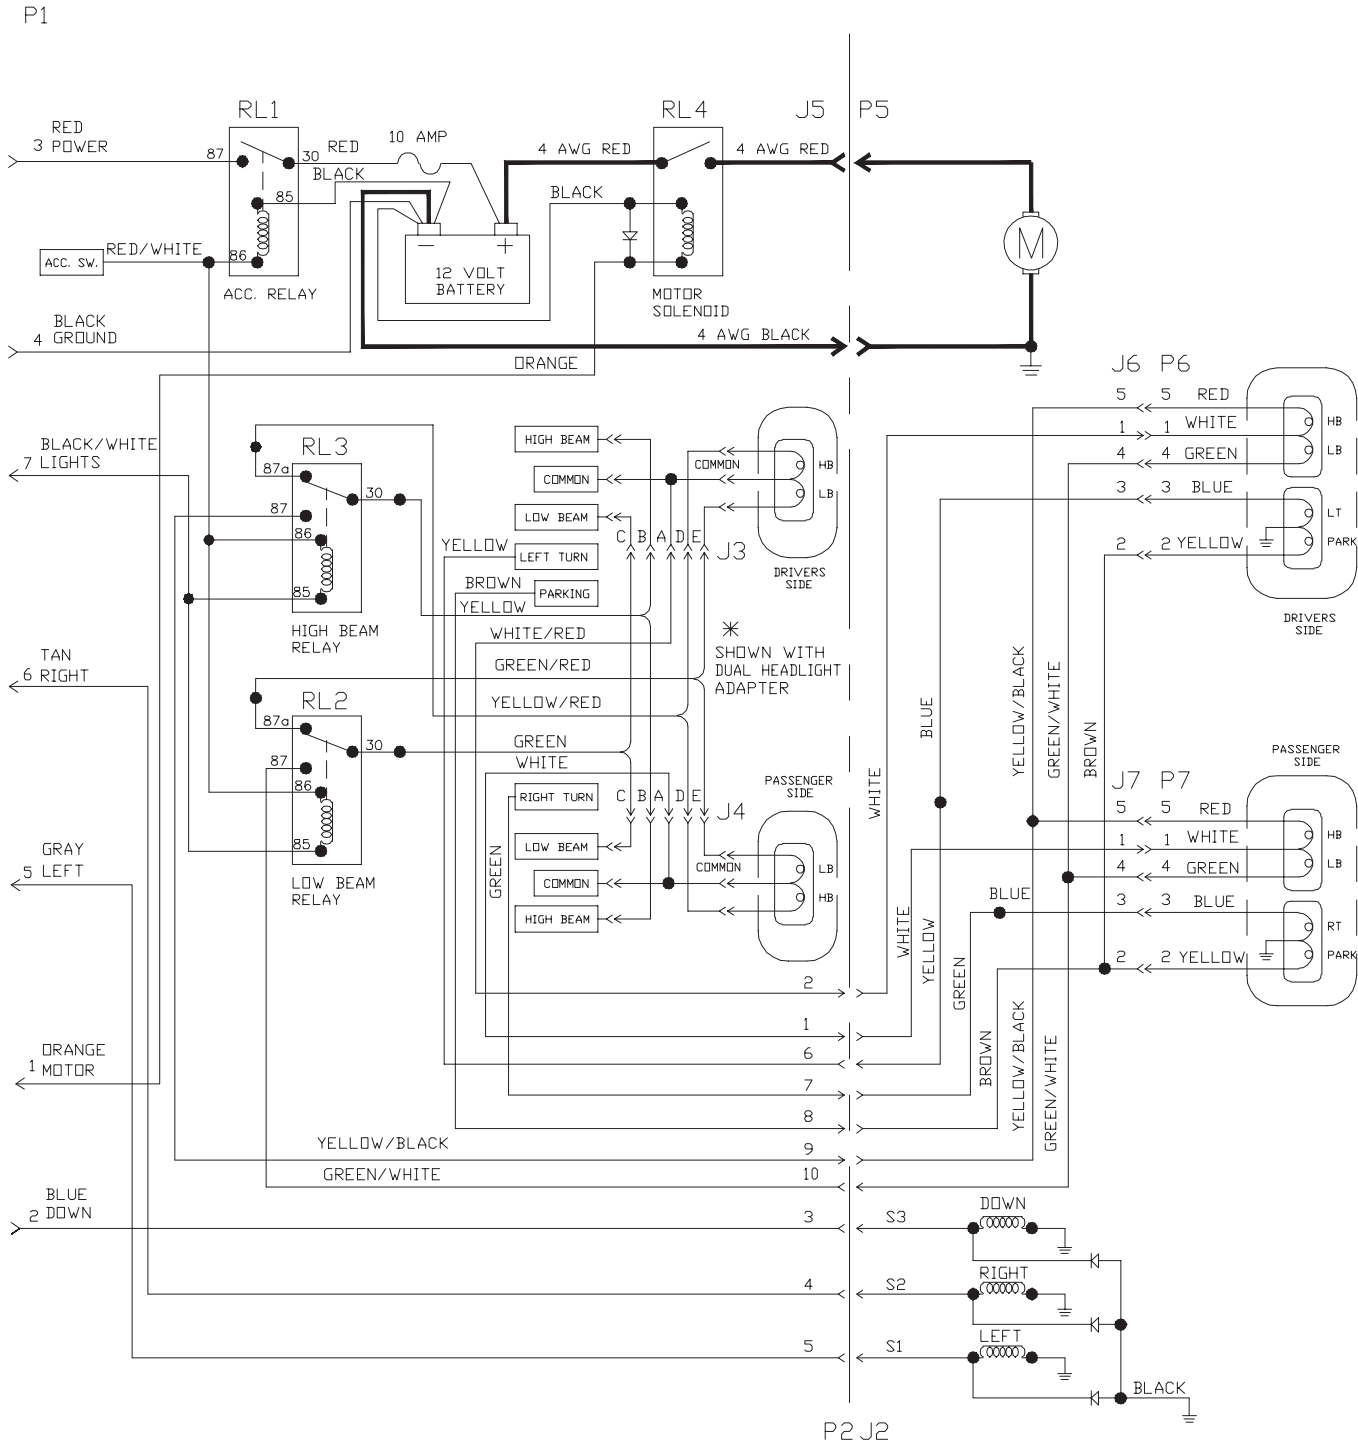 P1
RL1
RL4
J5 P5
RED
3 POWER
87
30
RED
10 AMP
4 AWG RED
4 AWG RED
BLACK
85
BLACK
ACC. SW.
RED/WHITE
86
ACC. RELAY
− +
12 VOLT
BATTERY
MOTOR
SOLENOID
M
BLACK
4 GROUND
4 AWG BLACK
ORANGE
J6 P6
5 5 RED
1 1 WHITE
4 4 GREEN
3 3 BLUE
2 2 YELLOW
HB
LB
LT
PARK
DRIVERS
SIDE
BLACK/WHITE
7 LIGHTS
RL3
87a
30
87
86
85
HIGH BEAM
RELAY
HIGH BEAM
COMMON
LOW BEAM
LEFT TURN
PARKING
COMMON
HB
LB
C B A D E
J3
DRIVERS
SIDE
YELLOW
BROWN
YELLOW
WHITE/RED
GREEN/RED
YELLOW/RED
GREEN
WHITE
*
SHOWN WITH
DUAL HEADLIGHT
ADAPTER
TAN
6 RIGHT
RL2
87a
30
87
86
85
LOW BEAM
RELAY
RIGHT TURN
LOW BEAM
COMMON
HIGH BEAM
GREEN
C B A D E
J4
PASSENGER
SIDE
COMMON
LB
HB
WHITE
BLUE
YELLOW/BLACK
GREEN/WHITE
BROWN
PASSENGER
SIDE
J7 P7
5 5 RED
1 1 WHITE
4 4 GREEN
3 3 BLUE
2 2 YELLOW
HB
LB
RT
PARK
BLUE
GRAY
5 LEFT
WHITE
YELLOW
GREEN
BROWN
YELLOW/BLACK
GREEN/WHITE
2
1
6
7
8
ORANGE
1 MOTOR
YELLOW/BLACK
9
GREEN/WHITE
10
BLUE
2 DOWN
3
S3
DOWN
4
S2
RIGHT
5
S1
LEFT
BLACK
P2 J2